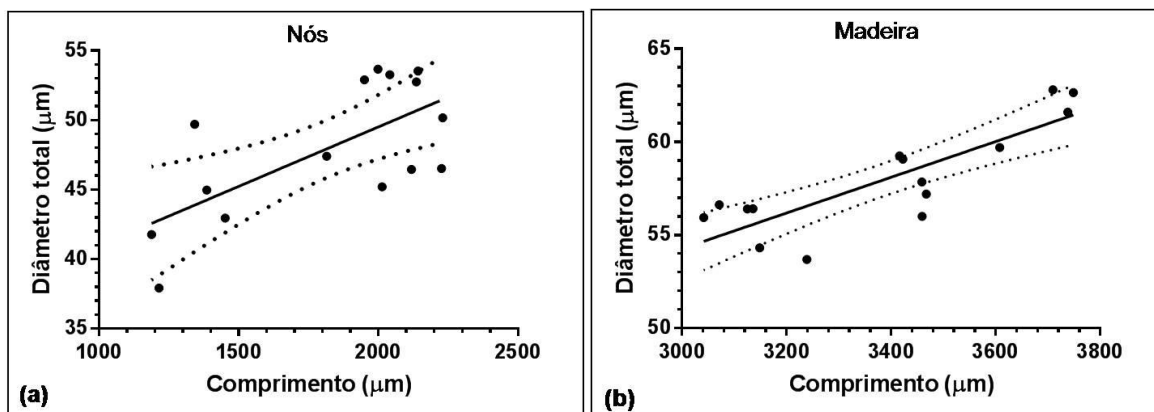 Nós
55
50
45
40
35
Diâmetro total (μm)
1000 1500 2000 2500
Comprimento (μm)
(a)
Madeira
65
60
55
50
Diâmetro total (μm)
3000 3200 3400 3600 3800
Comprimento (μm)
(b)